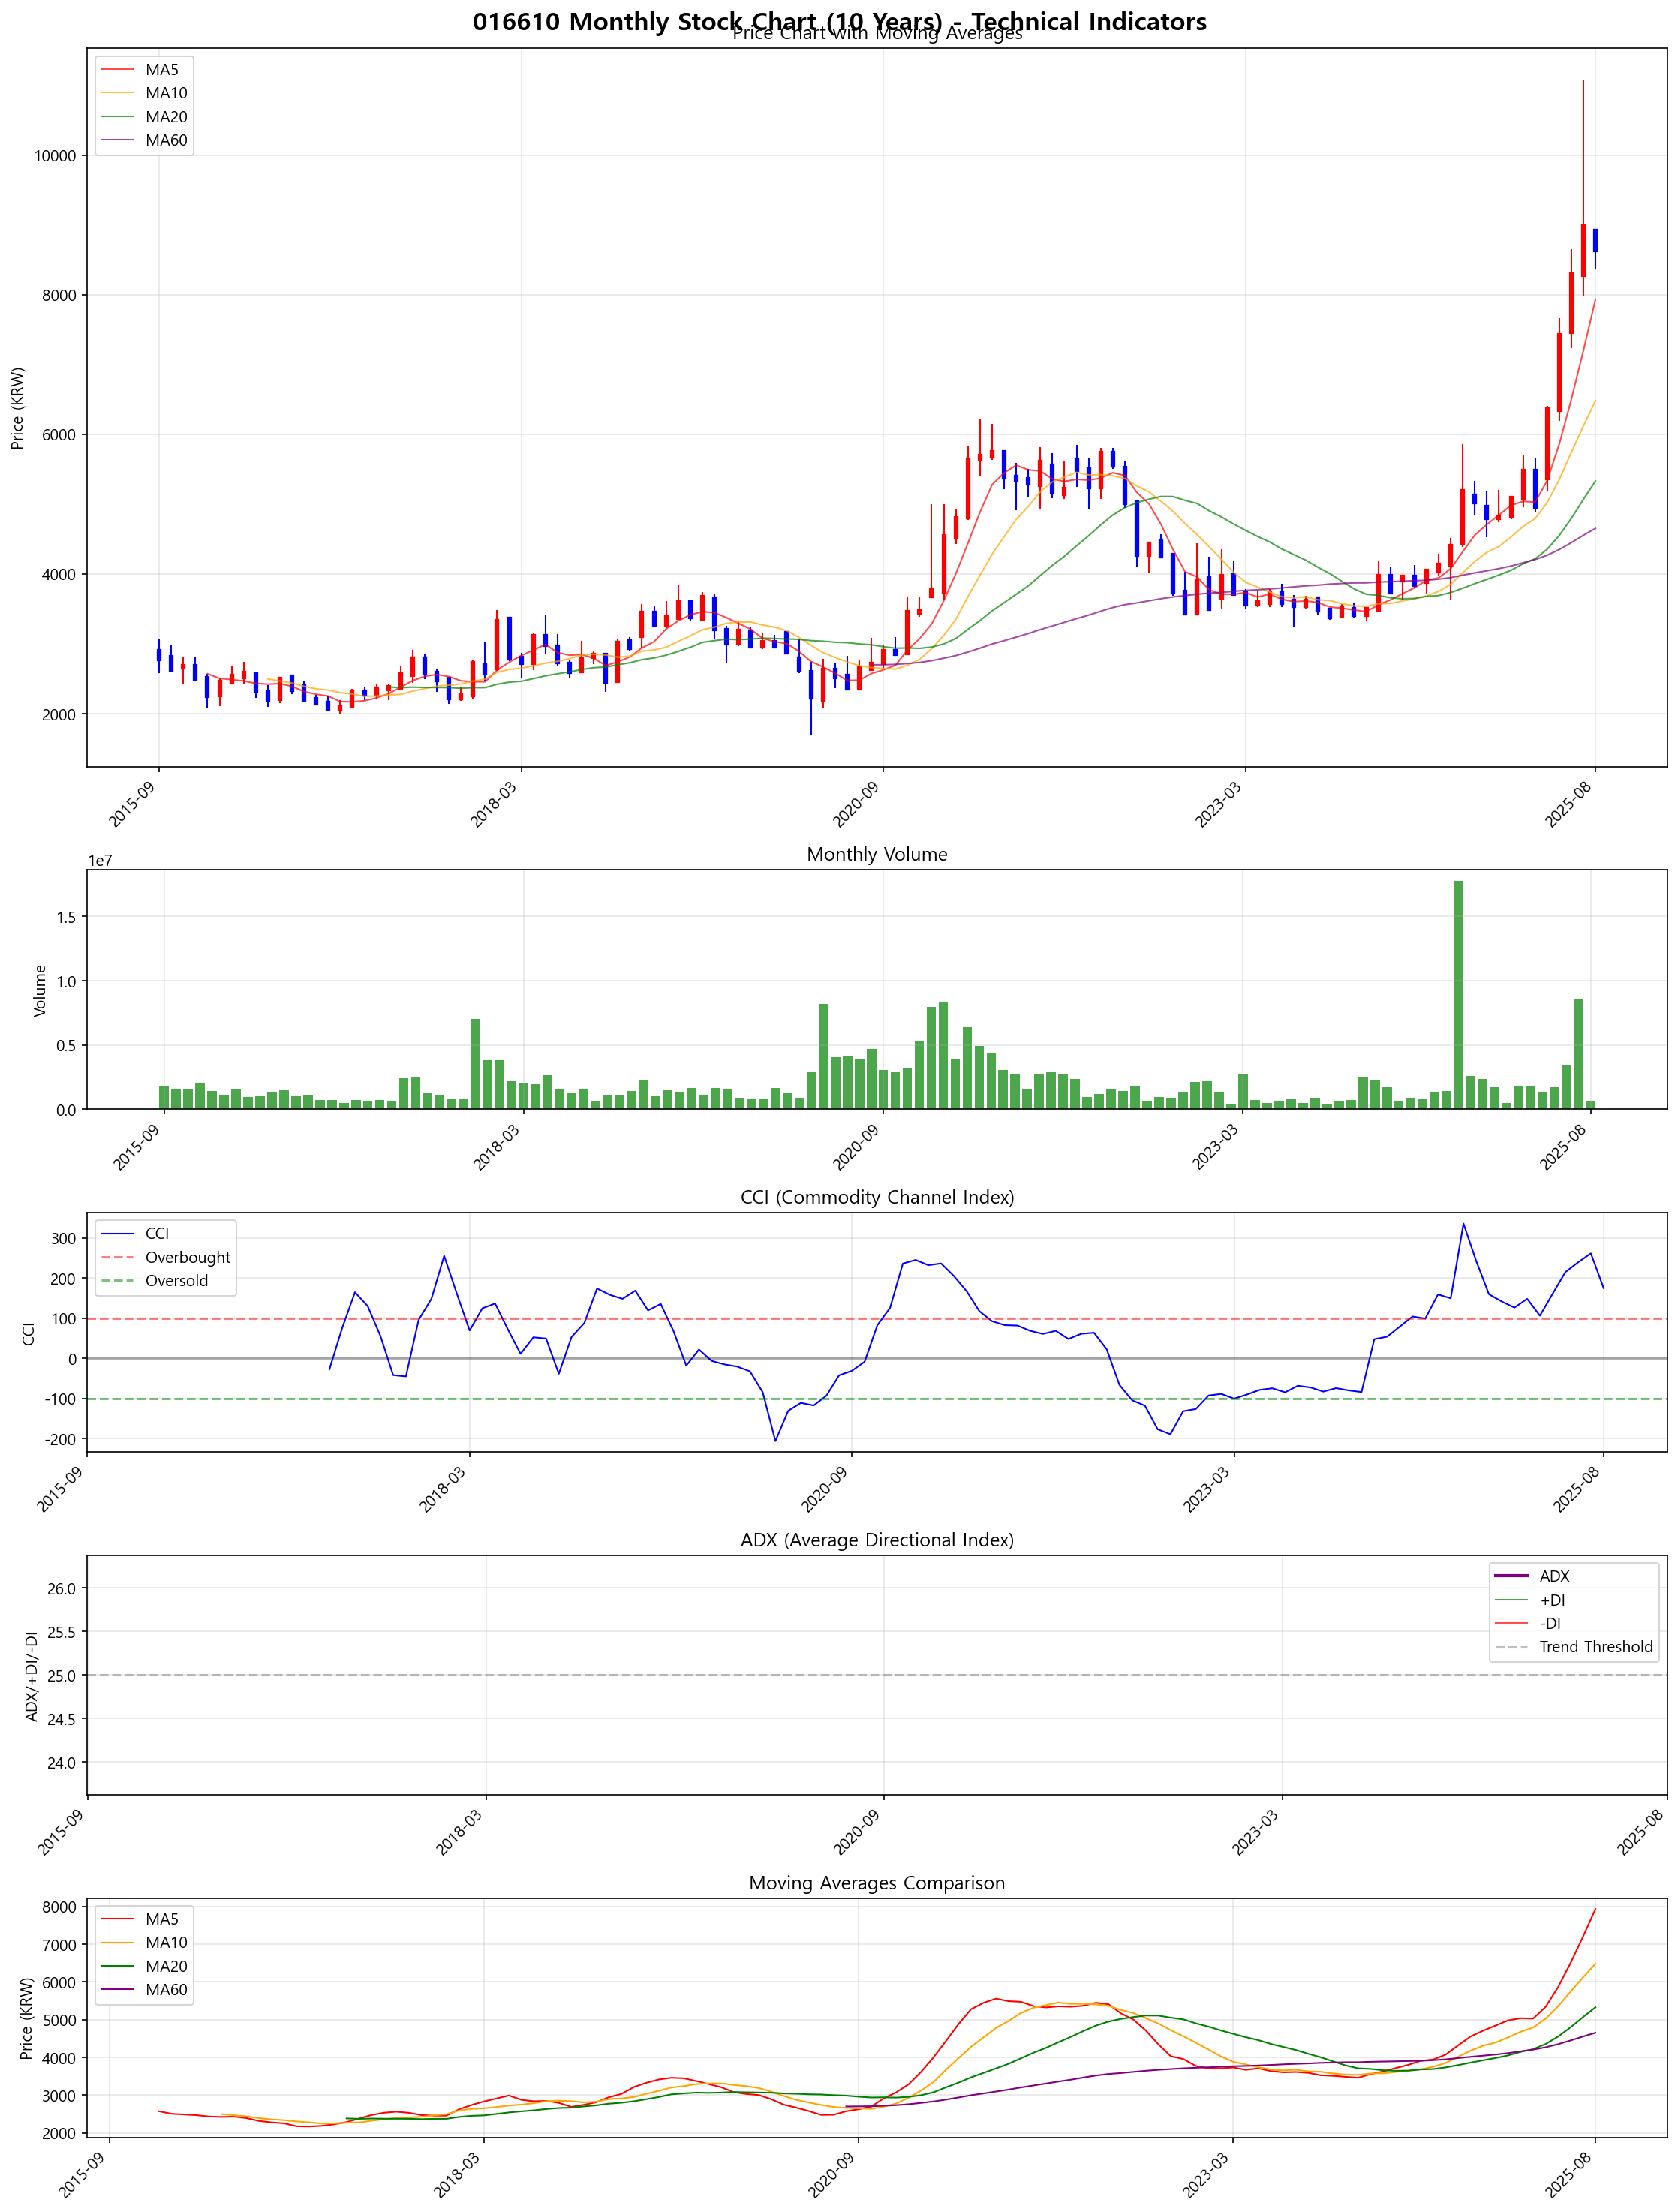 016610 Monthly Stock Chart (10 Years) - Technical Indicators
Price Chart with Moving Averages
MA5
MA10
MA20
MA60
Price (KRW)
10000
8000
6000
4000
2000
2015-09
2018-03
2020-09
2023-03
2025-08
Monthly Volume
1e7
Volume
1.5
1.0
0.5
0.0
2015-09
2018-03
2020-09
2023-03
2025-08
CCI (Commodity Channel Index)
CCI
Overbought
Oversold
CCI
300
200
100
0
-100
-200
2015-09
2018-03
2020-09
2023-03
2025-08
ADX (Average Directional Index)
ADX
+DI
-DI
Trend Threshold
ADX/+DI/-DI
26.0
25.5
25.0
24.5
24.0
2015-09
2018-03
2020-09
2023-03
2025-08
Moving Averages Comparison
MA5
MA10
MA20
MA60
Price (KRW)
8000
7000
6000
5000
4000
3000
2000
2015-09
2018-03
2020-09
2023-03
2025-08